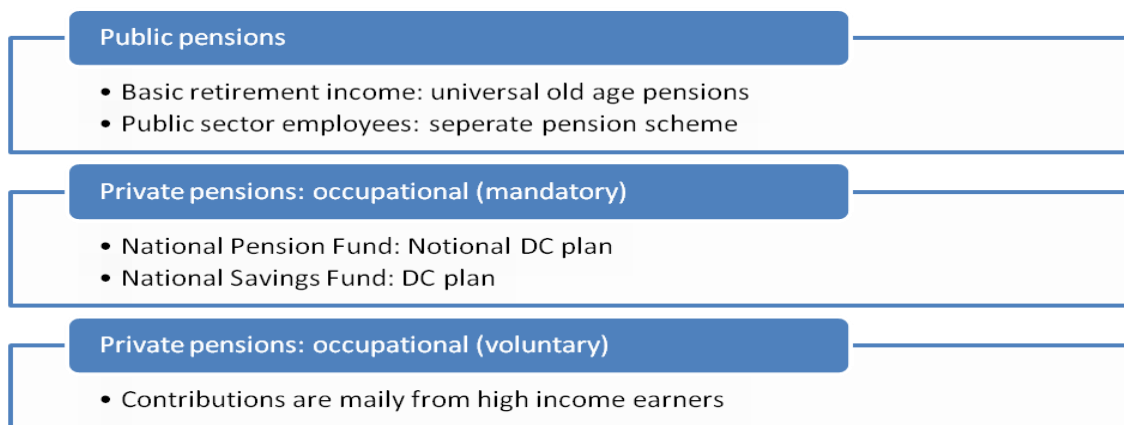 Public pensions
• Basic retirement income: universal old age pensions
• Public sector employees: seperate pension scheme
Private pensions: occupational (mandatory)
• National Pension Fund: Notional DC plan
• National Savings Fund: DC plan
Private pensions: occupational (voluntary)
• Contributions are maily from high income earners